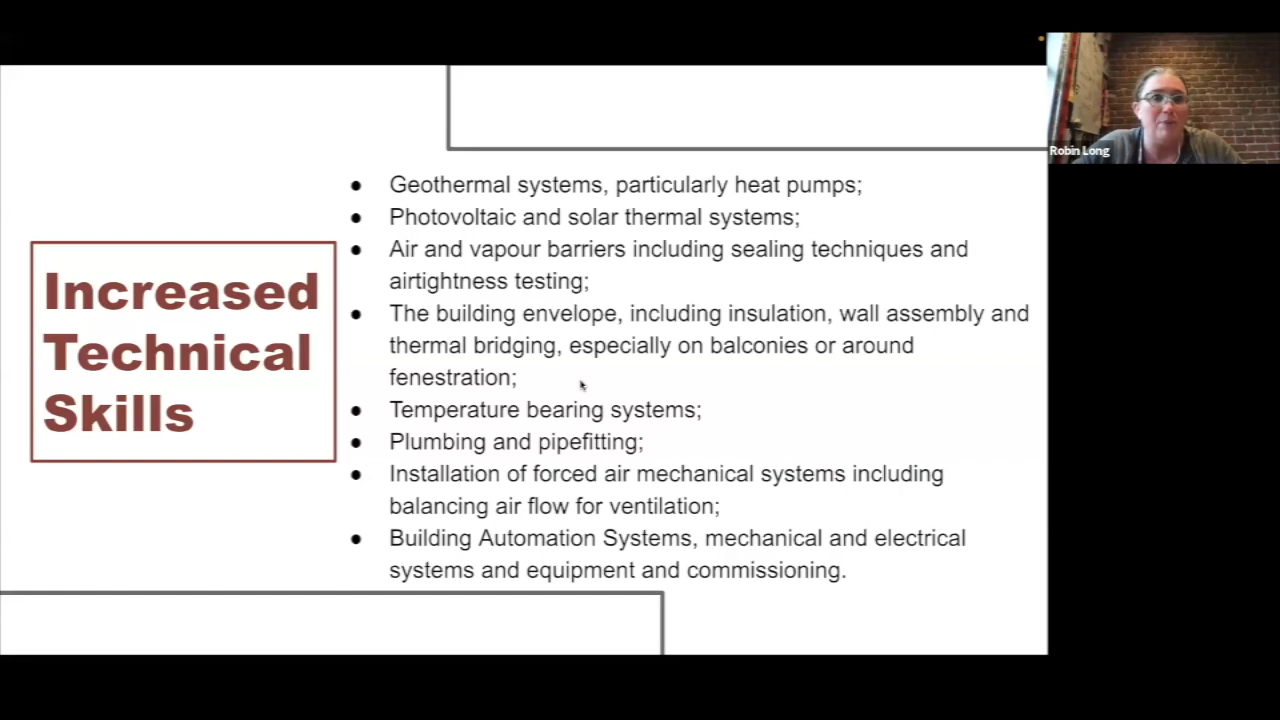 Robin Long
Increased
Technical
Skills
● Geothermal systems, particularly heat pumps;
● Photovoltaic and solar thermal systems;
● Air and vapour barriers including sealing techniques and
airtightness testing;
● The building envelope, including insulation, wall assembly and
thermal bridging, especially on balconies or around
fenestration;
● Temperature bearing systems;
● Plumbing and pipefitting;
● Installation of forced air mechanical systems including
balancing air flow for ventilation;
● Building Automation Systems, mechanical and electrical
systems and equipment and commissioning.